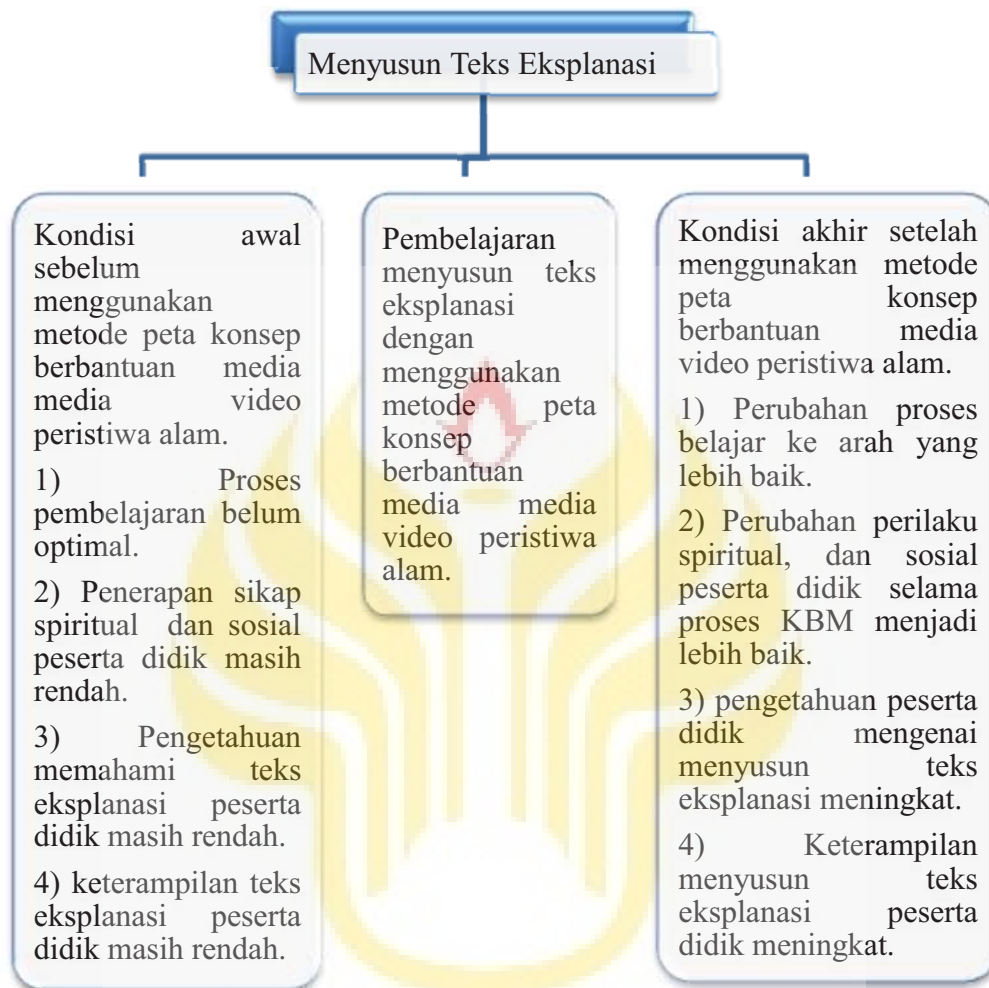 Menyusun Teks Eksplanasi
Kondisi awal
sebelum
menggunakan
metode peta konsep
berbantuan media
media video
peristiwa alam.
1) Proses
pembelajaran belum
optimal.
2) Penerapan sikap
spiritual dan sosial
peserta didik masih
rendah.
3) Pengetahuan
memahami teks
eksplanasi peserta
didik masih rendah.
4) keterampilan teks
eksplanasi peserta
didik masih rendah.
Pembelajaran
menyusun teks
eksplanasi
dengan
menggunakan
metode peta
konsep
berbantuan
media media
video peristiwa
alam.
Kondisi akhir setelah
menggunakan metode
peta konsep
berbantuan media
video peristiwa alam.
1) Perubahan proses
belajar ke arah yang
lebih baik.
2) Perubahan perilaku
spiritual, dan sosial
peserta didik selama
proses KBM menjadi
lebih baik.
3) pengetahuan peserta
didik mengenai
menyusun teks
eksplanasi meningkat.
4) Keterampilan
menyusun teks
eksplanasi peserta
didik meningkat.